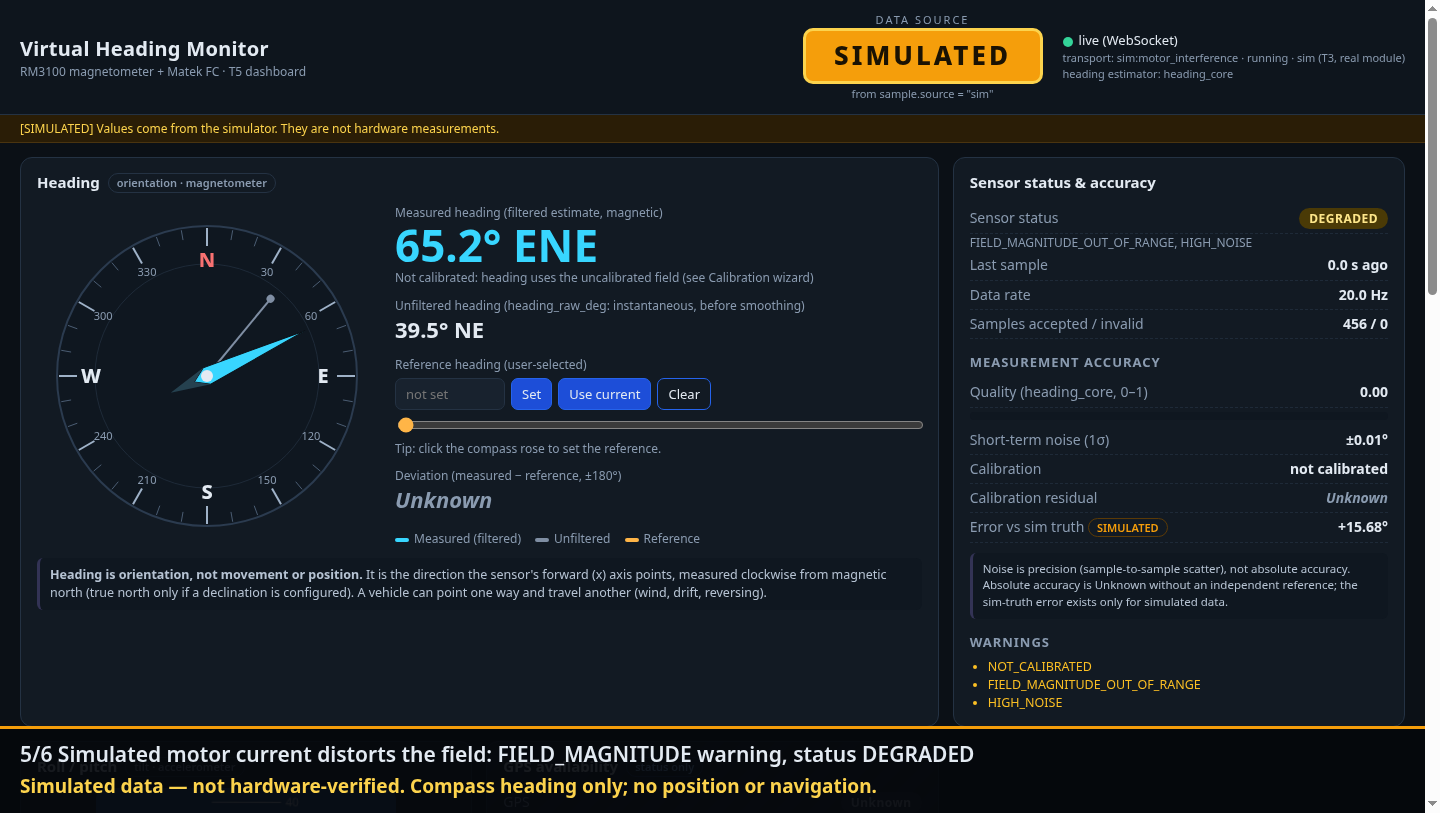 Virtual Heading Monitor
RM3100 magnetometer + Matek FC · T5 dashboard
DATA SOURCE
SIMULATED
from sample.source = "sim"
live (WebSocket)
transport: sim:motor_interference · running · sim (T3, real module)
heading estimator: heading_core
[SIMULATED] Values come from the simulator. They are not hardware measurements.
Heading
orientation · magnetometer
N
30
60
E
120
150
S
210
240
W
300
330
Measured heading (filtered estimate, magnetic)
65.2° ENE
Not calibrated: heading uses the uncalibrated field (see Calibration wizard)
Unfiltered heading (heading_raw_deg: instantaneous, before smoothing)
39.5° NE
Reference heading (user-selected)
not set
Set
Use current
Clear
Tip: click the compass rose to set the reference.
Deviation (measured − reference, ±180°)
Unknown
Measured (filtered)
Unfiltered
Reference
Heading is orientation, not movement or position. It is the direction the sensor's forward (x) axis points, measured clockwise from magnetic
north (true north only if a declination is configured). A vehicle can point one way and travel another (wind, drift, reversing).
Sensor status & accuracy
Sensor status DEGRADED
FIELD_MAGNITUDE_OUT_OF_RANGE, HIGH_NOISE
Last sample 0.0 s ago
Data rate 20.0 Hz
Samples accepted / invalid 456 / 0
MEASUREMENT ACCURACY
Quality (heading_core, 0–1) 0.00
Short-term noise (1σ) ±0.01°
Calibration not calibrated
Calibration residual Unknown
Error vs sim truth SIMULATED +15.68°
Noise is precision (sample-to-sample scatter), not absolute accuracy.
Absolute accuracy is Unknown without an independent reference; the
sim-truth error exists only for simulated data.
WARNINGS
NOT_CALIBRATED
FIELD_MAGNITUDE_OUT_OF_RANGE
HIGH_NOISE
5/6 Simulated motor current distorts the field: FIELD_MAGNITUDE warning, status DEGRADED
Simulated data — not hardware-verified. Compass heading only; no position or navigation.
Roll / pitch
GPS availability
status only
GPS
Unknown